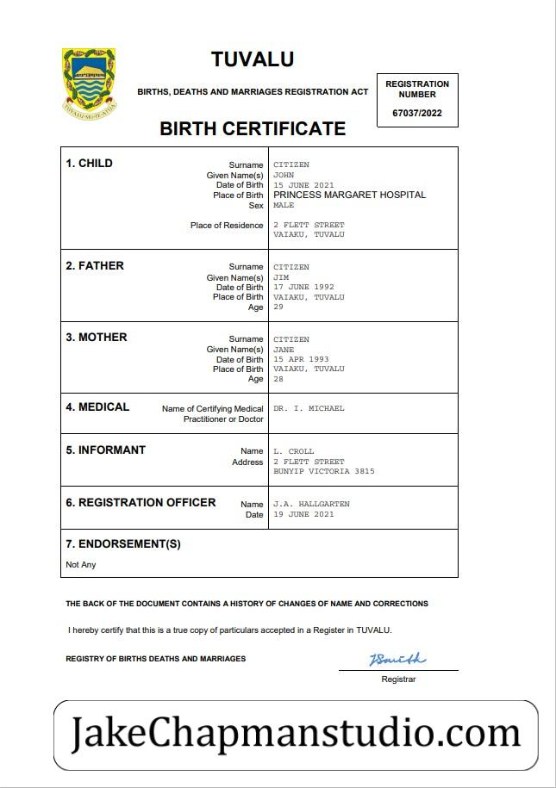 TUVALU
BIRTHS, DEATHS AND MARRIAGES REGISTRATION ACT
REGISTRATION
NUMBER
67037/2022
BIRTH CERTIFICATE
1. CHILD
Surname CITIZEN
Given Name(s) JOHN
Date of Birth 15 JUNE 2021
Place of Birth PRINCESS MARGARET HOSPITAL
Sex MALE
Place of Residence 2 FLETT STREET
VAIAKU, TUVALU
2. FATHER
Surname CITIZEN
Given Name(s) JIM
Date of Birth 17 JUNE 1992
Place of Birth VAIAKU, TUVALU
Age 29
3. MOTHER
Surname CITIZEN
Given Name(s) JANE
Date of Birth 15 APR 1993
Place of Birth VAIAKU, TUVALU
Age 28
4. MEDICAL
Name of Certifying Medical DR. I. MICHAEL
Practitioner or Doctor
5. INFORMANT
Name L. CROLL
Address 2 FLETT STREET
BUNYIP VICTORIA 3815
6. REGISTRATION OFFICER
Name J.A. HALLGARTEN
Date 19 JUNE 2021
7. ENDORSEMENT(S)
Not Any
THE BACK OF THE DOCUMENT CONTAINS A HISTORY OF CHANGES OF NAME AND CORRECTIONS
I hereby certify that this is a true copy of particulars accepted in a Register in TUVALU.
REGISTRY OF BIRTHS DEATHS AND MARRIAGES
JSmith
Registrar
JakeChapmanstudio.com